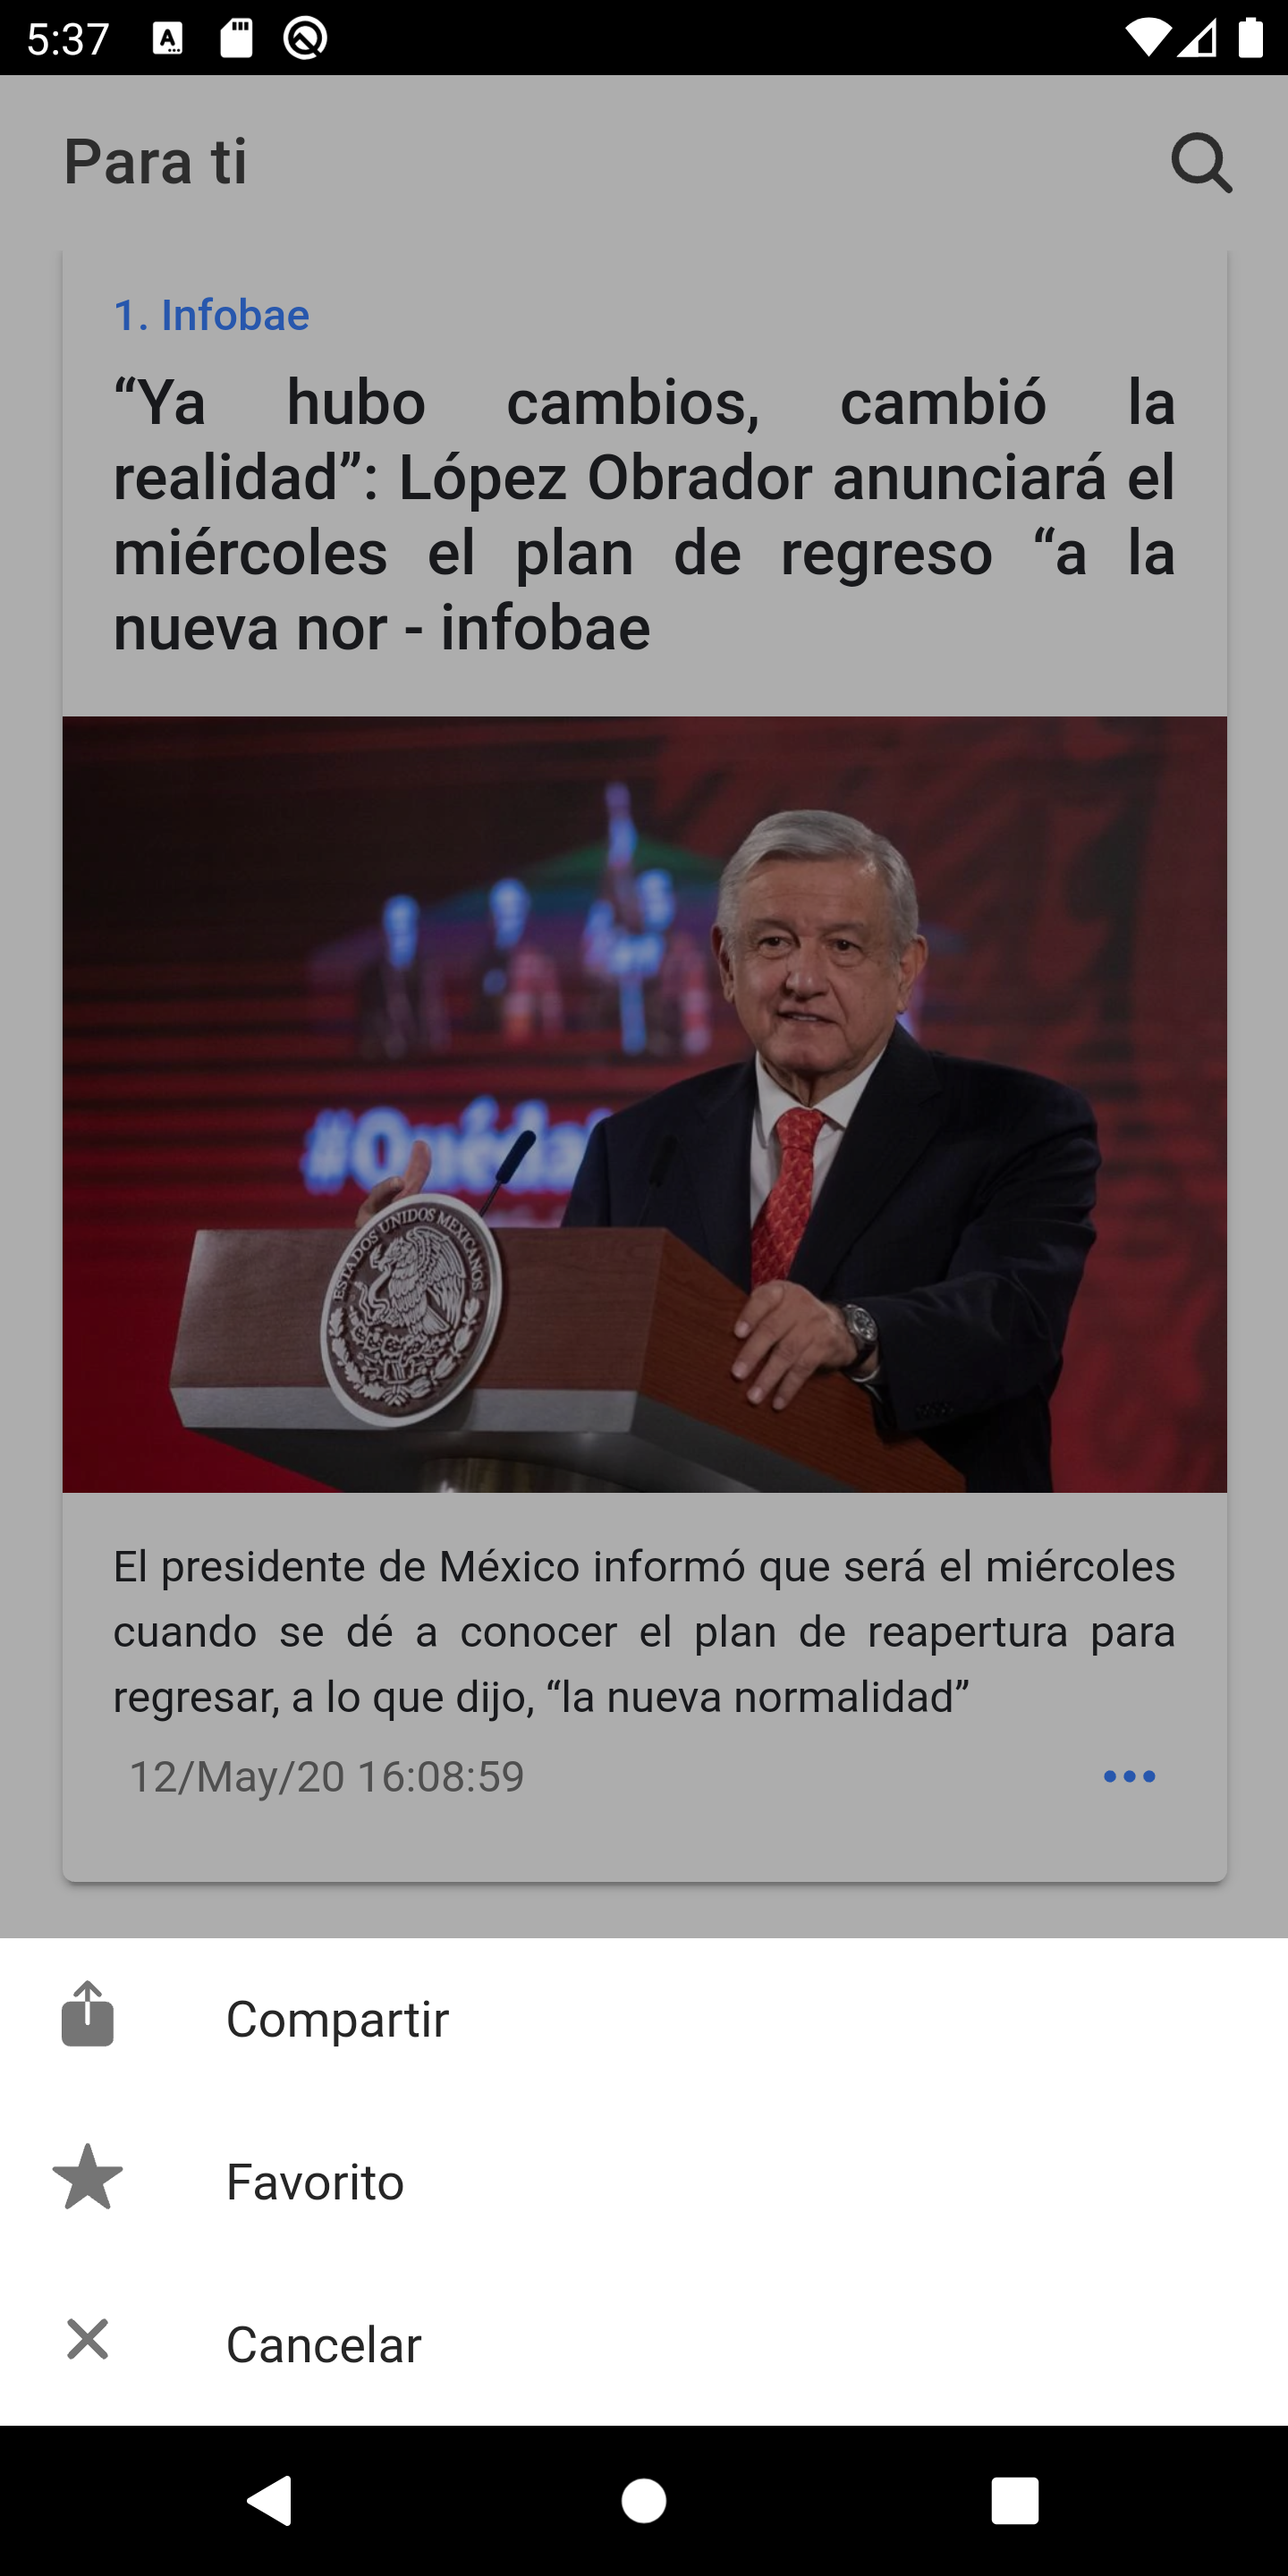 5:37
Para ti
1. Infobae
“Ya hubo cambios, cambió la
realidad”: López Obrador anunciará el
miércoles el plan de regreso “a la
nueva nor - infobae
#Quéda
ESTADOS UNIDOS MEXICANOS
El presidente de México informó que será el miércoles
cuando se dé a conocer el plan de reapertura para
regresar, a lo que dijo, “la nueva normalidad”
12/May/20 16:08:59
Compartir
Favorito
Cancelar